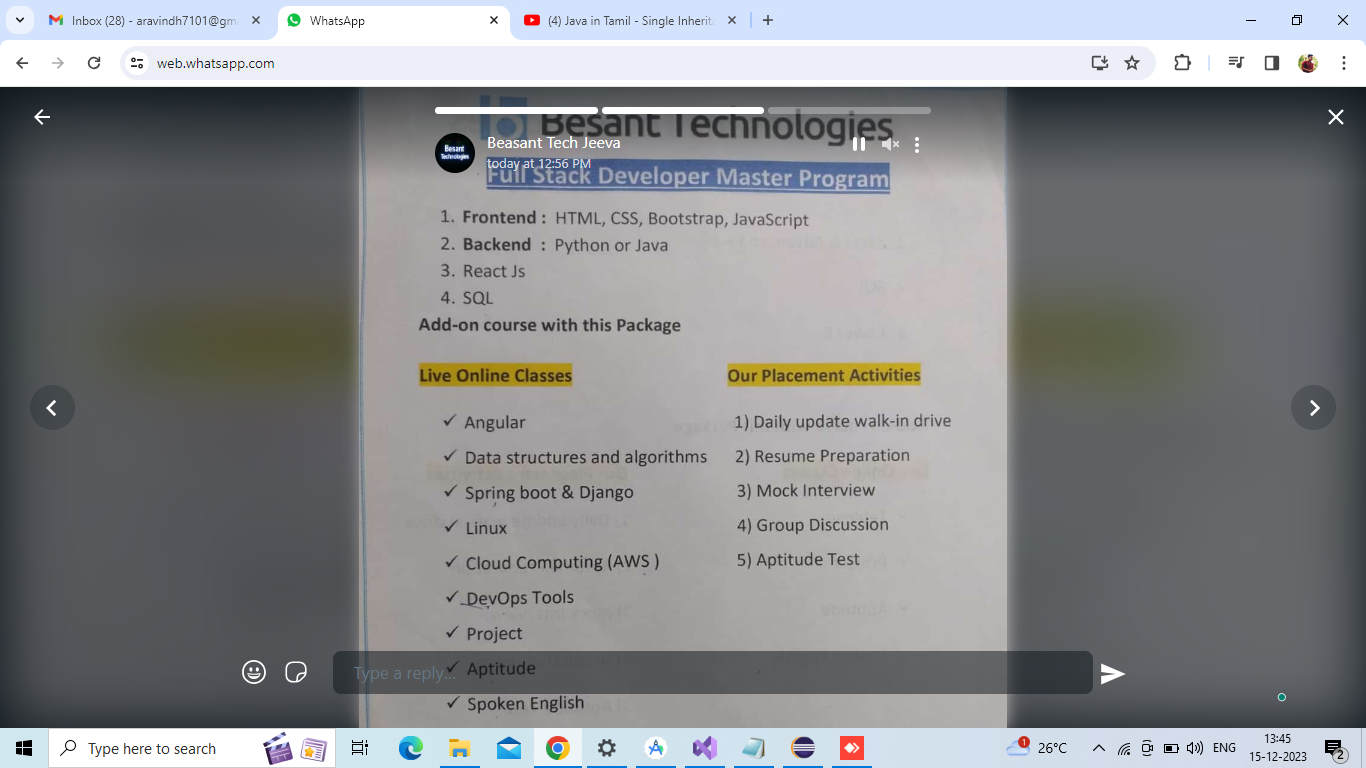 Inbox (28) - aravindh7101@gm
WhatsApp
(4) Java in Tamil - Single Inherit
web.whatsapp.com
Besant Technologies
Beasant Tech Jeeva
today at 12:56 PM
Besant
Technologies
Full Stack Developer Master Program
1. Frontend : HTML, CSS, Bootstrap, JavaScript
2. Backend : Python or Java
3. React Js
4. SQL
Add-on course with this Package
Live Online Classes
✓ Angular
✓ Data structures and algorithms
✓ Spring boot & Django
✓ Linux
✓ Cloud Computing (AWS )
✓ DevOps Tools
✓ Project
✓ Aptitude
✓ Spoken English
Our Placement Activities
1) Daily update walk-in drive
2) Resume Preparation
3) Mock Interview
4) Group Discussion
5) Aptitude Test
Type a reply...
Type here to search
1
26°C
ENG
13:45
15-12-2023
2